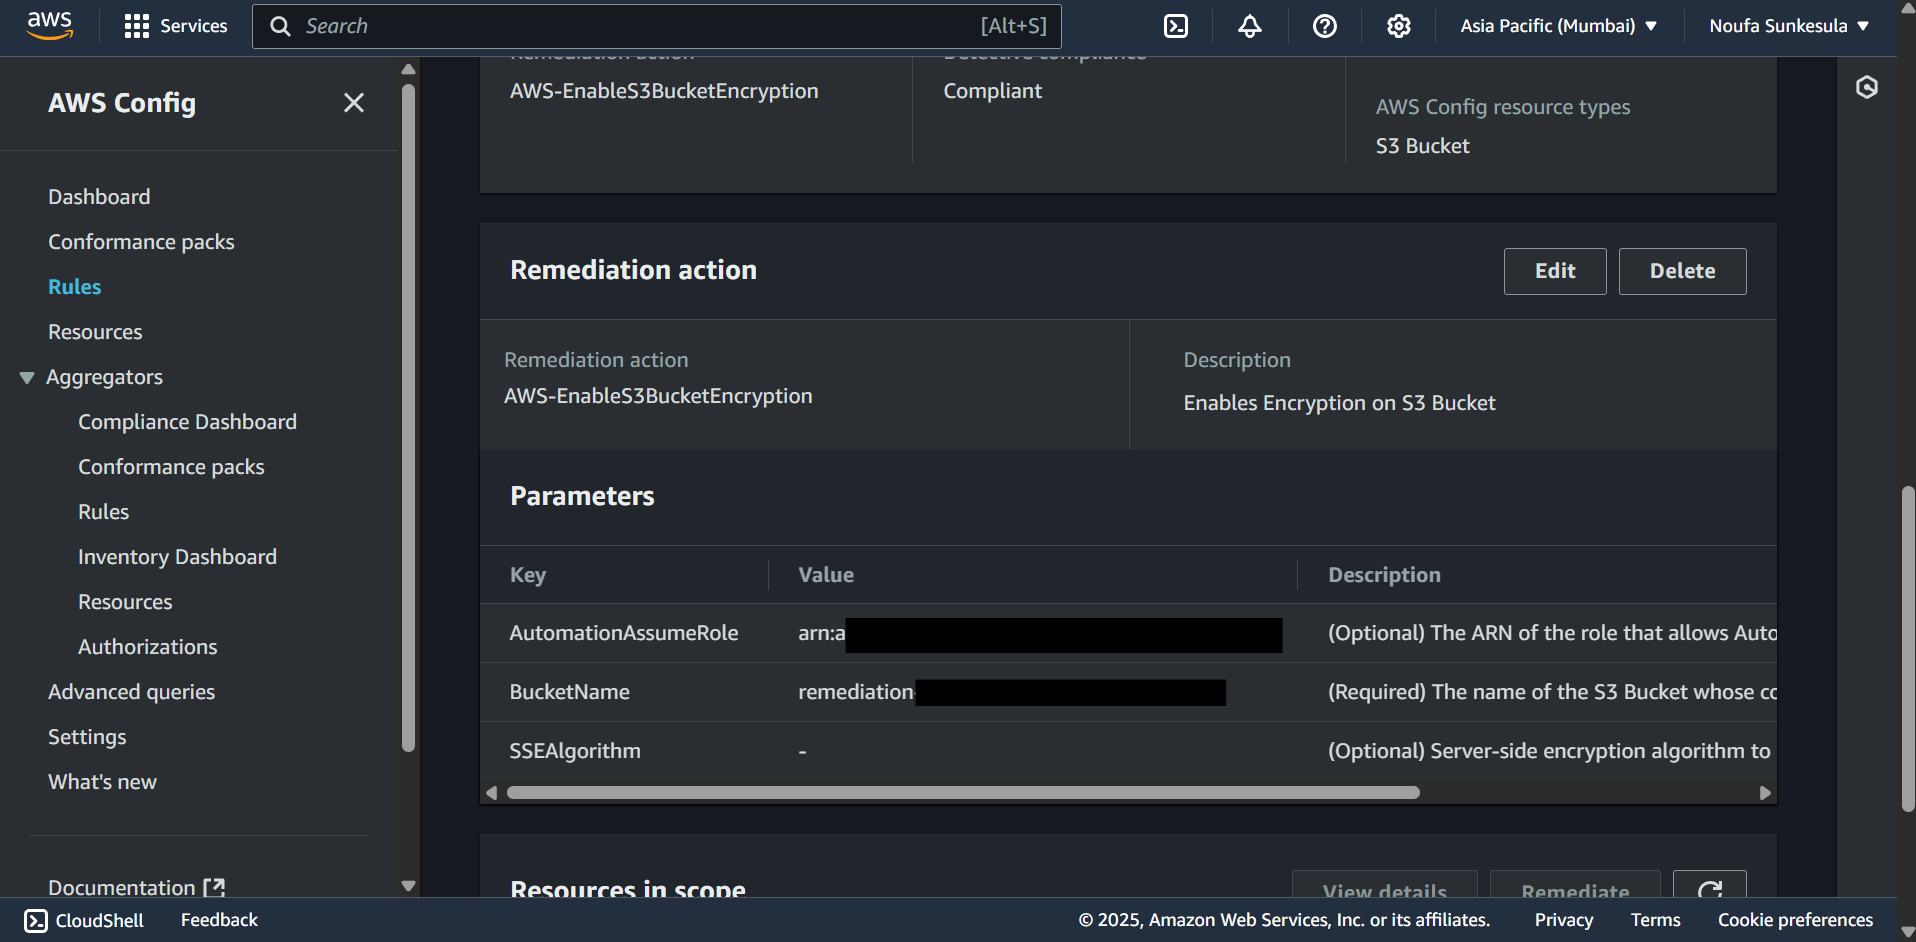 aws
Services
Search
[Alt+S]
Asia Pacific (Mumbai)
Noufa Sunkesula
AWS Config
Dashboard
Conformance packs
Rules
Resources
Aggregators
Compliance Dashboard
Conformance packs
Rules
Inventory Dashboard
Resources
Authorizations
Advanced queries
Settings
What's new
Documentation
Remediation action
AWS-EnableS3BucketEncryption
Detective compliance
Compliant
AWS Config resource types
S3 Bucket
Remediation action
Edit
Delete
Remediation action
AWS-EnableS3BucketEncryption
Description
Enables Encryption on S3 Bucket
Parameters
Key Value Description
AutomationAssumeRole arn:a (Optional) The ARN of the role that allows Auto
BucketName remediation- (Required) The name of the S3 Bucket whose co
SSEAlgorithm - (Optional) Server-side encryption algorithm to
Resources in scope
View details
Remediate
CloudShell
Feedback
© 2025, Amazon Web Services, Inc. or its affiliates.
Privacy
Terms
Cookie preferences